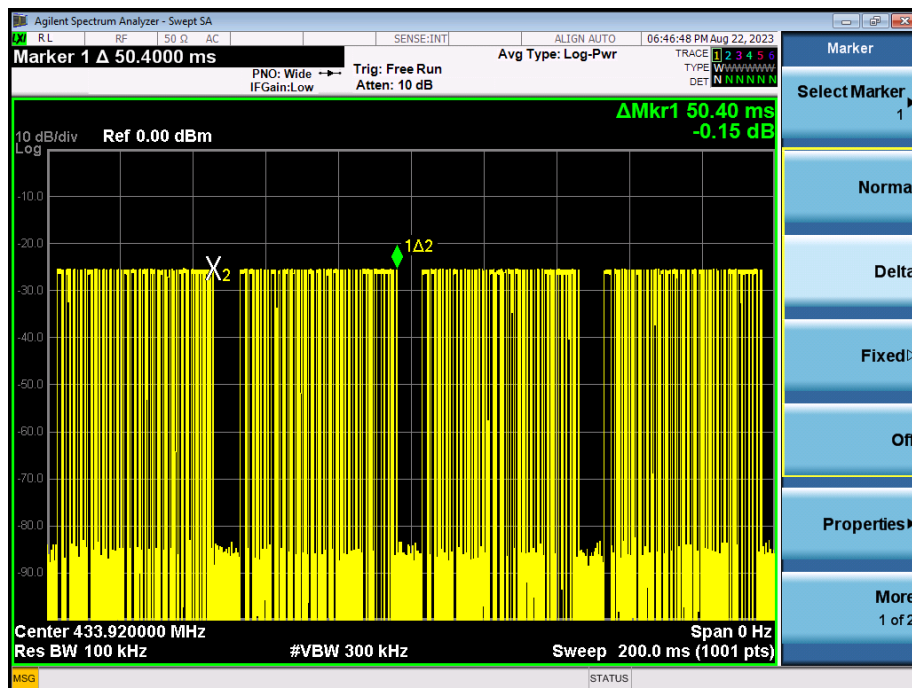 Agilent Spectrum Analyzer - Swept SA
LXI RL RF 50 Ω AC SENSE:INT ALIGN AUTO 06:46:48 PM Aug 22, 2023
Marker 1 Δ 50.4000 ms
PNO: Wide
IFGain:Low
Trig: Free Run
Atten: 10 dB
Avg Type: Log-Pwr
TRACE 1 2 3 4 5 6
TYPE WWWWWW
DET N N N N N N
ΔMkr1 50.40 ms
-0.15 dB
10 dB/div Ref 0.00 dBm
Log
-10.0
-20.0
-30.0
-40.0
-50.0
-60.0
-70.0
-80.0
-90.0
1Δ2
X2
Center 433.920000 MHz Span 0 Hz
Res BW 100 kHz #VBW 300 kHz Sweep 200.0 ms (1001 pts)
MSG STATUS
Marker
Select Marker
1
Norma
Delta
Fixed
Off
Properties
More
1 of 2